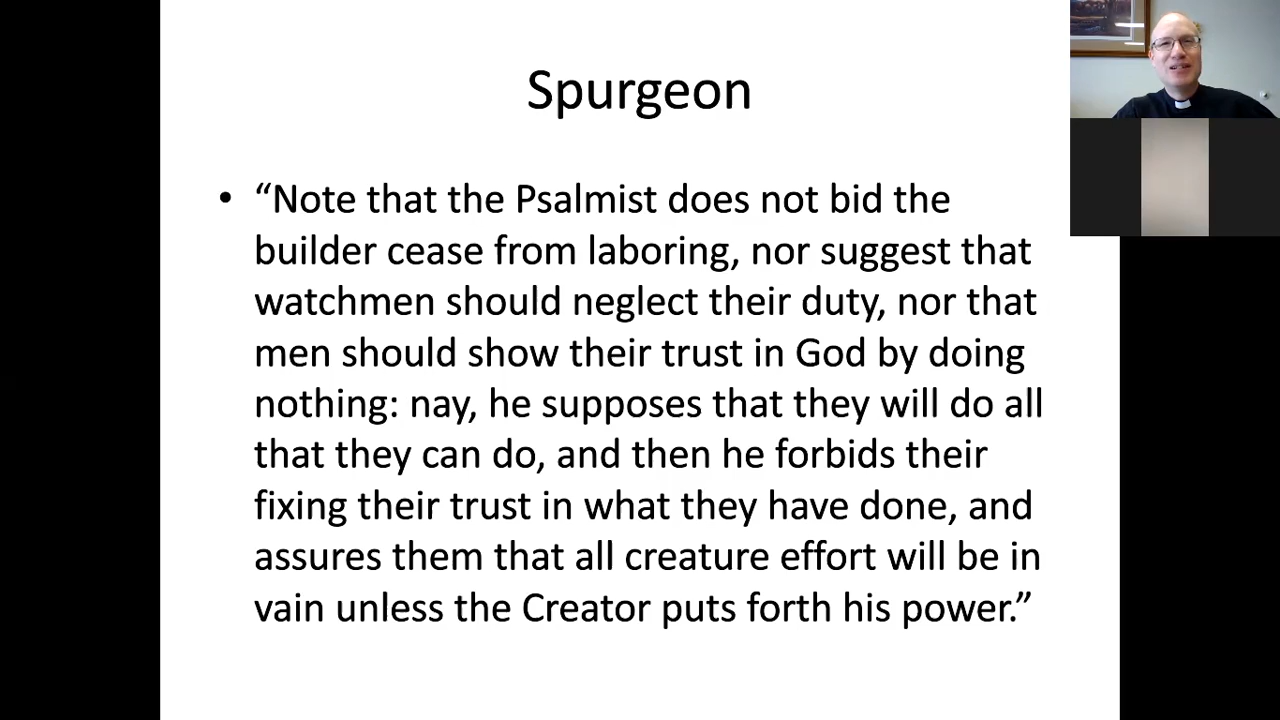 Spurgeon
• “Note that the Psalmist does not bid the
builder cease from laboring, nor suggest that
watchmen should neglect their duty, nor that
men should show their trust in God by doing
nothing: nay, he supposes that they will do all
that they can do, and then he forbids their
fixing their trust in what they have done, and
assures them that all creature effort will be in
vain unless the Creator puts forth his power.”